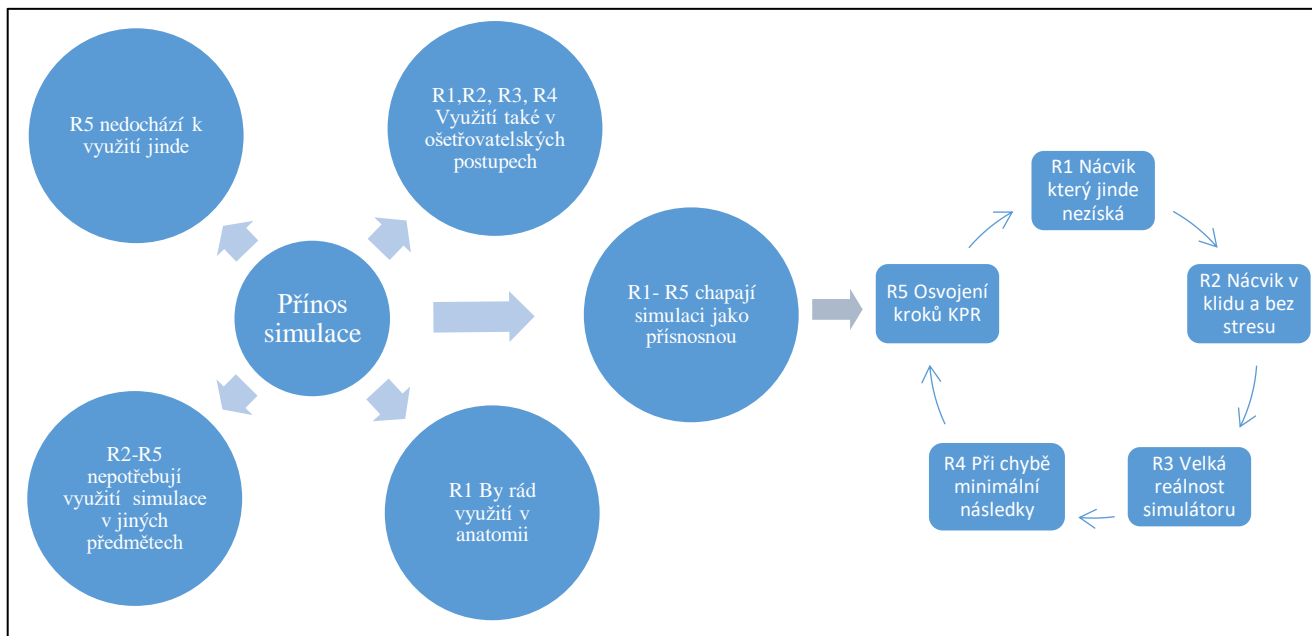 R5 nedochází k
využití jinde
R1,R2, R3, R4
Využití také v
ošetřovatelských
postupech
Přínos
simulace
R1- R5 chapají
simulaci jako
přísnosnou
R2-R5
nepotřebují
využití simulace
v jiných
předmětech
R1 By rád
využití v
anatomii
R1 Nácvik
který jinde
nezíská
R2 Nácvik v
klidu a bez
stresu
R3 Velká
reálnost
simulátoru
R4 Při chybě
minimální
následky
R5 Osvojení
kroků KPR